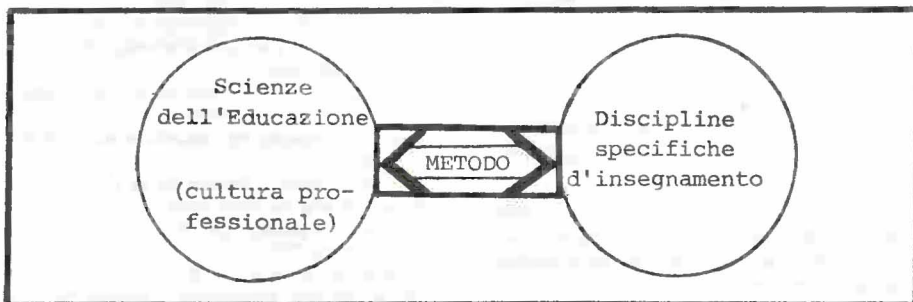 Scienze
dell'Educazione
(cultura pro-
fessionale)
METODO
Discipline
specifiche
d'insegnamento